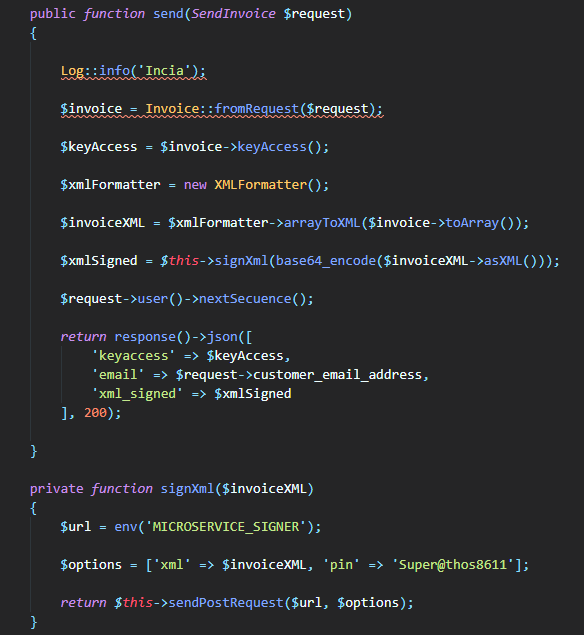 public function send(SendInvoice $request)
{
Log::info('Incia');
$invoice = Invoice::fromRequest($request);
$keyAccess = $invoice->keyAccess();
$xmlFormatter = new XMLFormatter();
$invoiceXML = $xmlFormatter->arrayToXML($invoice->toArray());
$xmlSigned = $this->signXml(base64_encode($invoiceXML->asXML()));
$request->user()->nextSecuence();
return response()->json([
'keyaccess' => $keyAccess,
'email' => $request->customer_email_address,
'xml_signed' => $xmlSigned
], 200);
}
private function signXml($invoiceXML)
{
$url = env('MICROSERVICE_SIGNER');
$options = ['xml' => $invoiceXML, 'pin' => 'Super@thos8611'];
return $this->sendPostRequest($url, $options);
}